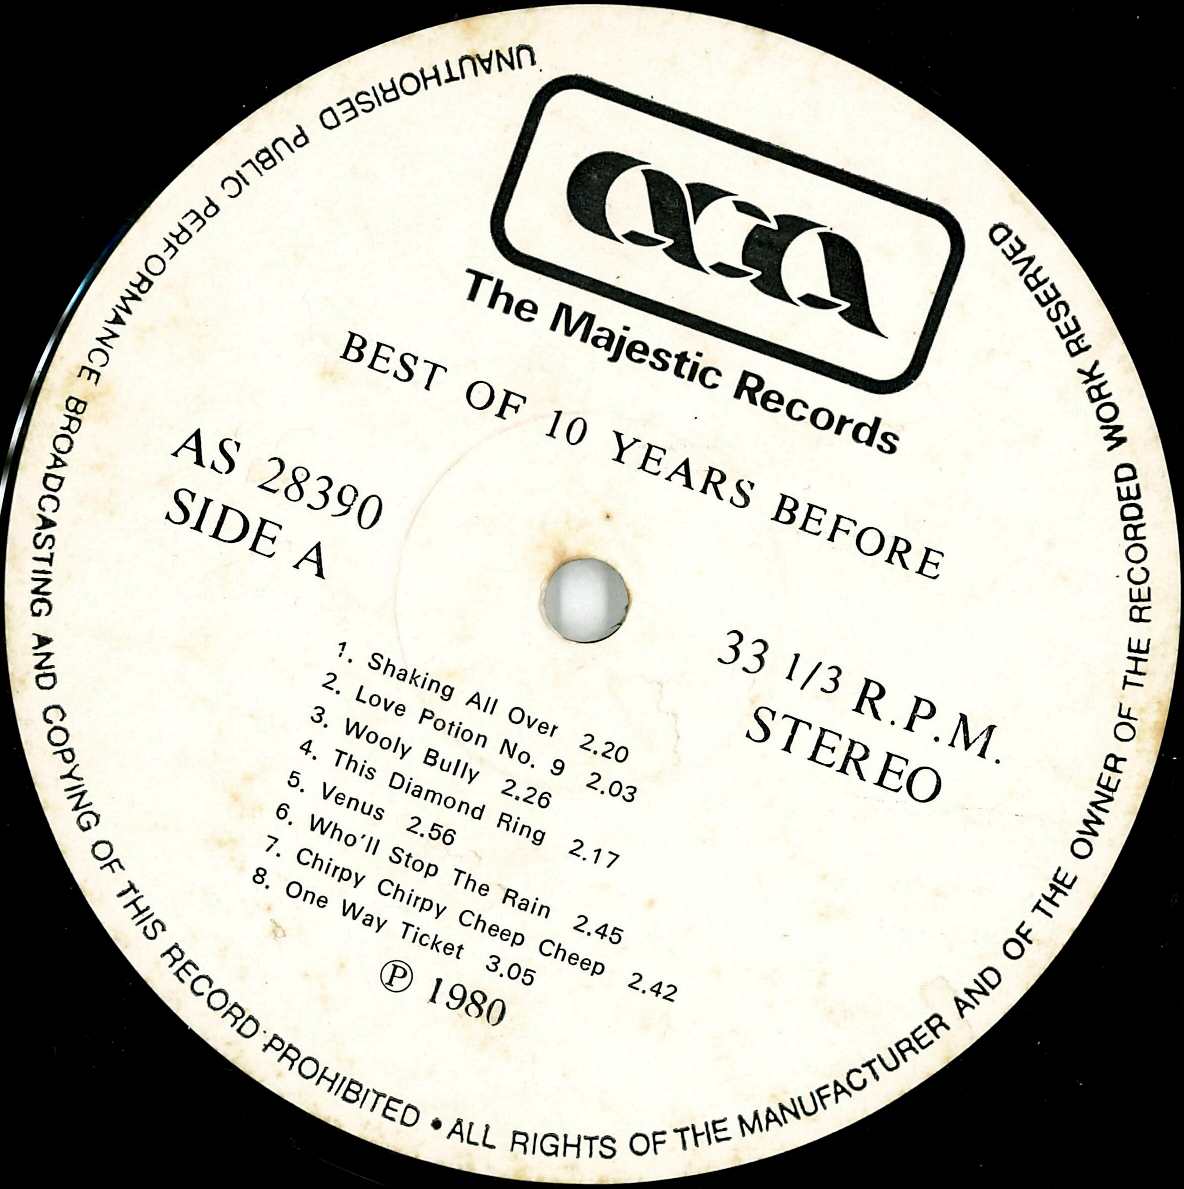 The Majestic Records
BEST OF 10 YEARS BEFORE
AS 28390
SIDE A
33 1/3 R.P.M.
STEREO
1. Shaking All Over 2.20
2. Love Potion No. 9 2.03
3. Wooly Bully 2.26
4. This Diamond Ring 2.17
5. Venus 2.56
6. Who'll Stop The Rain 2.45
7. Chirpy Chirpy Cheep Cheep 2.42
8. One Way Ticket 3.05
℗ 1980
UNAUTHORISED PUBLIC PERFORMANCE BROADCASTING AND COPYING OF THIS RECORD PROHIBITED • ALL RIGHTS OF THE MANUFACTURER AND OF THE OWNER OF THE RECORDED WORK RESERVED